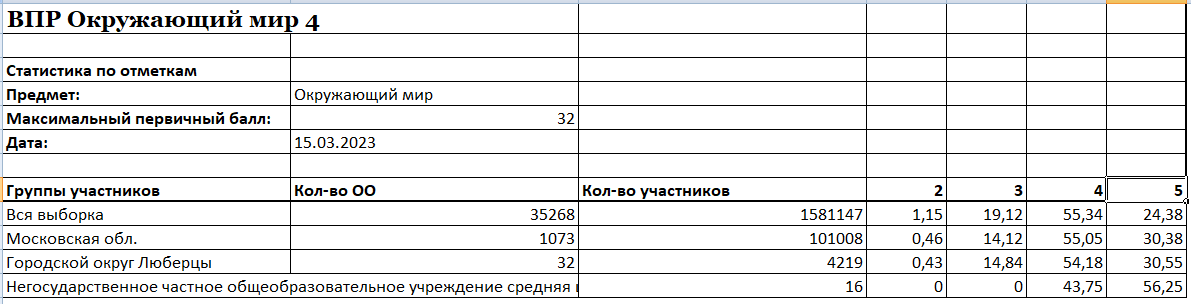 ВПР Окружающий мир 4
Статистика по отметкам
Предмет: Окружающий мир
Максимальный первичный балл: 32
Дата: 15.03.2023
Группы участников Кол-во ОО Кол-во участников 2 3 4 5
Вся выборка 35268 1581147 1,15 19,12 55,34 24,38
Московская обл. 1073 101008 0,46 14,12 55,05 30,38
Городской округ Люберцы 32 4219 0,43 14,84 54,18 30,55
Негосударственное частное общеобразовательное учреждение средняя 16 0 0 43,75 56,25